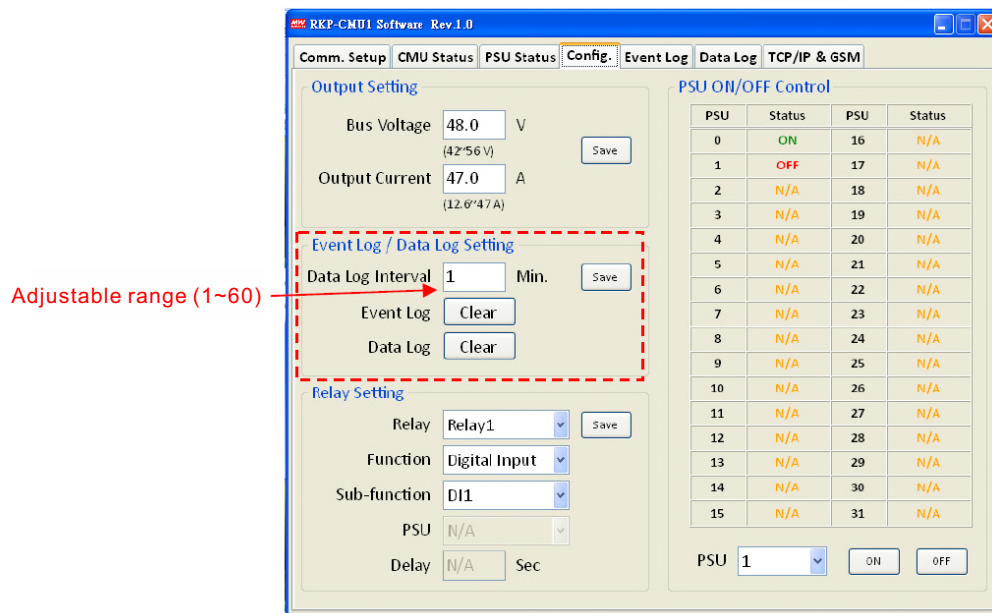 RKP-CMU1 Software Rev.1.0
Comm. Setup CMU Status PSU Status Config. Event Log Data Log TCP/IP & GSM
Output Setting
Bus Voltage 48.0 V
(42~56 V)
Save
Output Current 47.0 A
(12.6~47 A)
Event Log / Data Log Setting
Data Log Interval 1 Min. Save
Adjustable range (1~60)
Event Log Clear
Data Log Clear
Relay Setting
Relay Relay1 Save
Function Digital Input
Sub-function DI1
PSU N/A
Delay N/A Sec
PSU ON/OFF Control
PSU Status PSU Status
0 ON 16 N/A
1 OFF 17 N/A
2 N/A 18 N/A
3 N/A 19 N/A
4 N/A 20 N/A
5 N/A 21 N/A
6 N/A 22 N/A
7 N/A 23 N/A
8 N/A 24 N/A
9 N/A 25 N/A
10 N/A 26 N/A
11 N/A 27 N/A
12 N/A 28 N/A
13 N/A 29 N/A
14 N/A 30 N/A
15 N/A 31 N/A
PSU 1 ON OFF